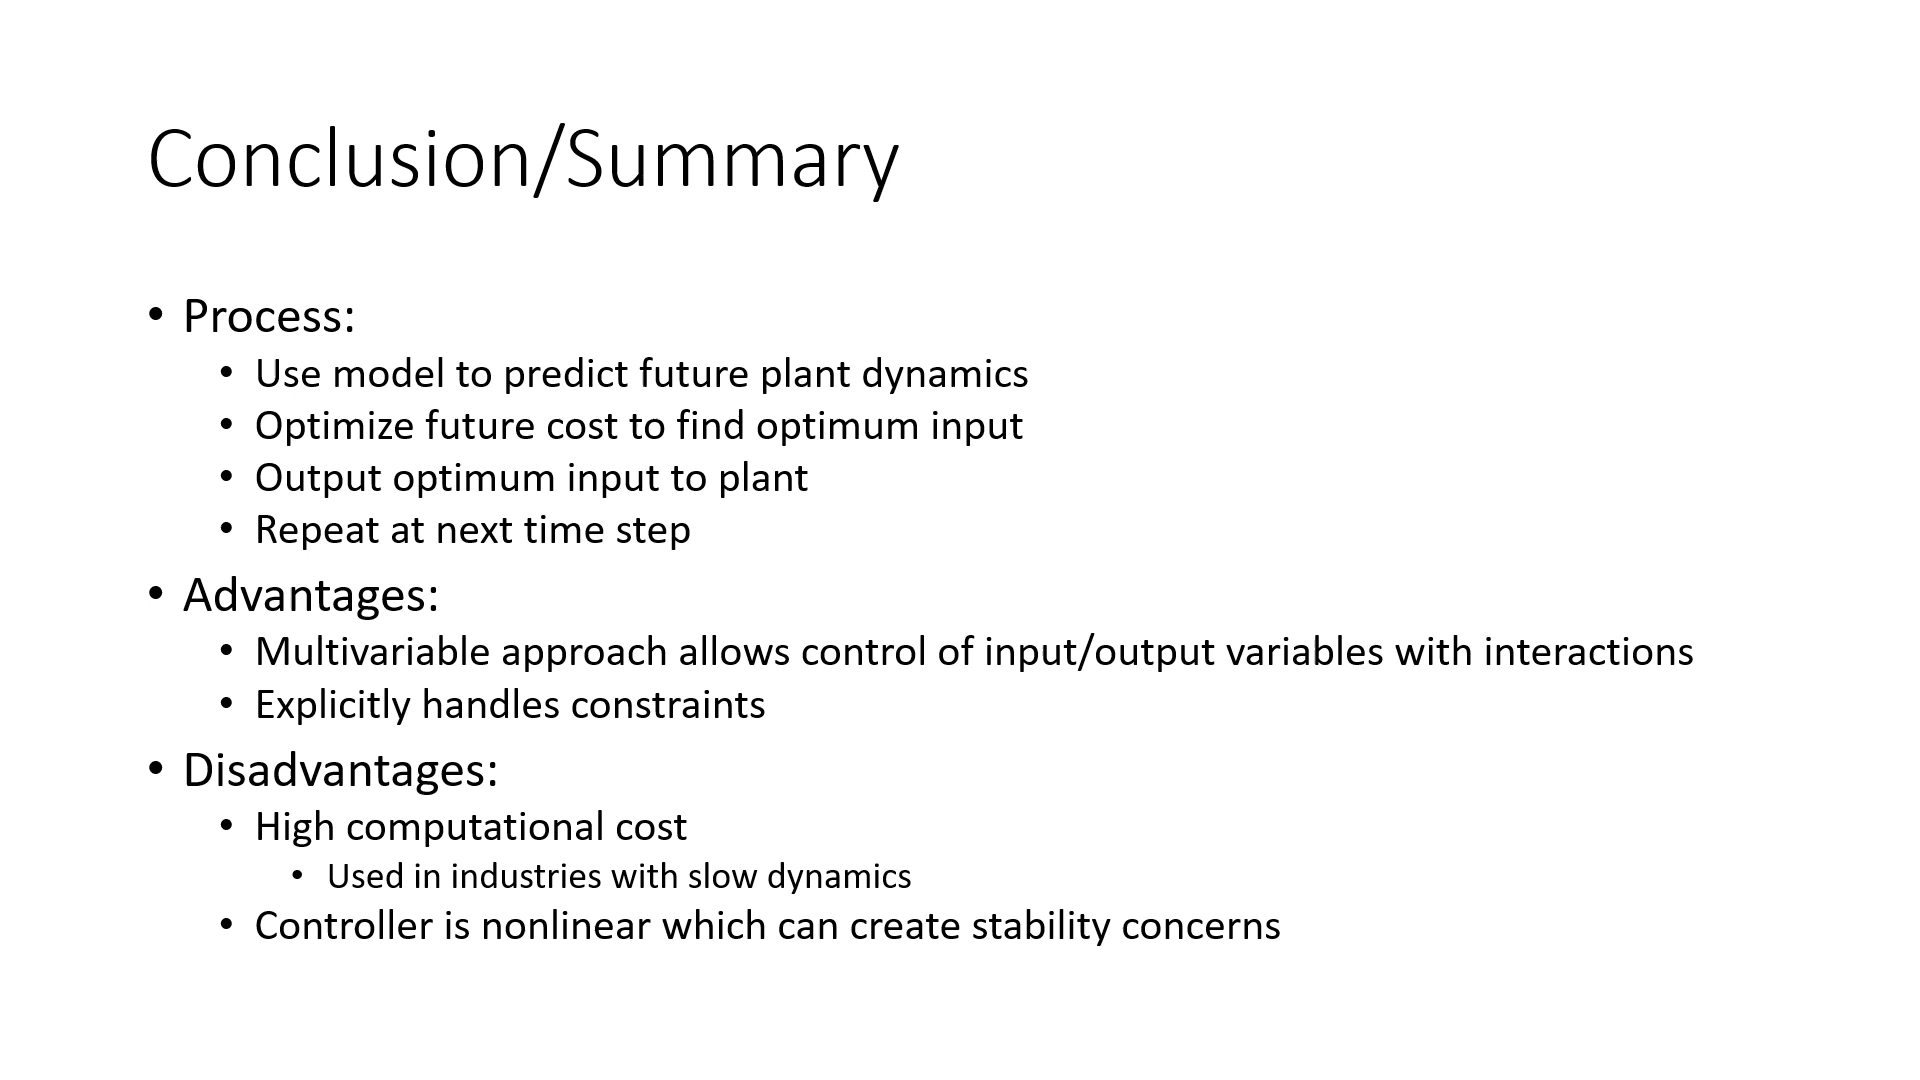 Conclusion/Summary
• Process:
• Use model to predict future plant dynamics
• Optimize future cost to find optimum input
• Output optimum input to plant
• Repeat at next time step
• Advantages:
• Multivariable approach allows control of input/output variables with interactions
• Explicitly handles constraints
• Disadvantages:
• High computational cost
• Used in industries with slow dynamics
• Controller is nonlinear which can create stability concerns